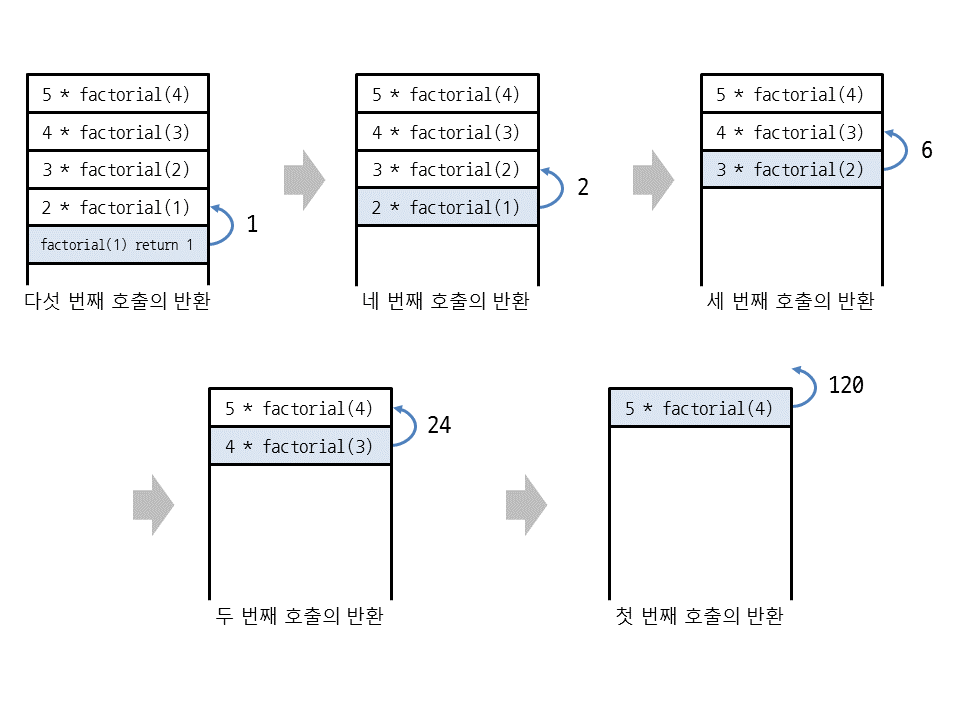 5 * factorial(4)
4 * factorial(3)
3 * factorial(2)
2 * factorial(1)
factorial(1) return 1
1
다섯 번째 호출의 반환
5 * factorial(4)
4 * factorial(3)
3 * factorial(2)
2 * factorial(1)
2
네 번째 호출의 반환
5 * factorial(4)
4 * factorial(3)
3 * factorial(2)
6
세 번째 호출의 반환
5 * factorial(4)
4 * factorial(3)
24
두 번째 호출의 반환
5 * factorial(4)
120
첫 번째 호출의 반환